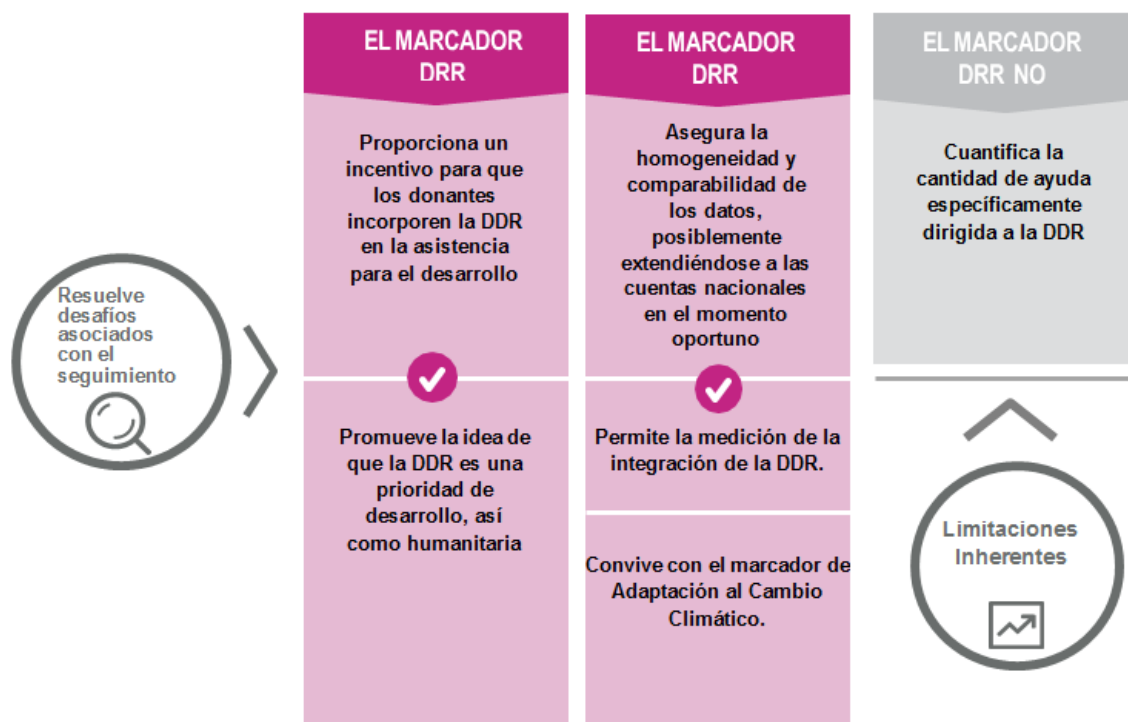 Resuelve
desafíos
asociados
con el
seguimiento
EL MARCADOR
DRR
Proporciona un
incentivo para que
los donantes
incorporen la DDR
en la asistencia
para el desarrollo
Promueve la idea de
que la DDR es una
prioridad de
desarrollo, así
como humanitaria
EL MARCADOR
DRR
Asegura la
homogeneidad y
comparabilidad de
los datos,
posiblemente
extendiéndose a las
cuentas nacionales
en el momento
oportuno
Permite la medición de la
integración de la DDR.
Convive con el marcador de
Adaptación al Cambio
Climático.
EL MARCADOR
DRR NO
Cuantifica la
cantidad de ayuda
específicamente
dirigida a la DDR
Limitaciones
Inherentes